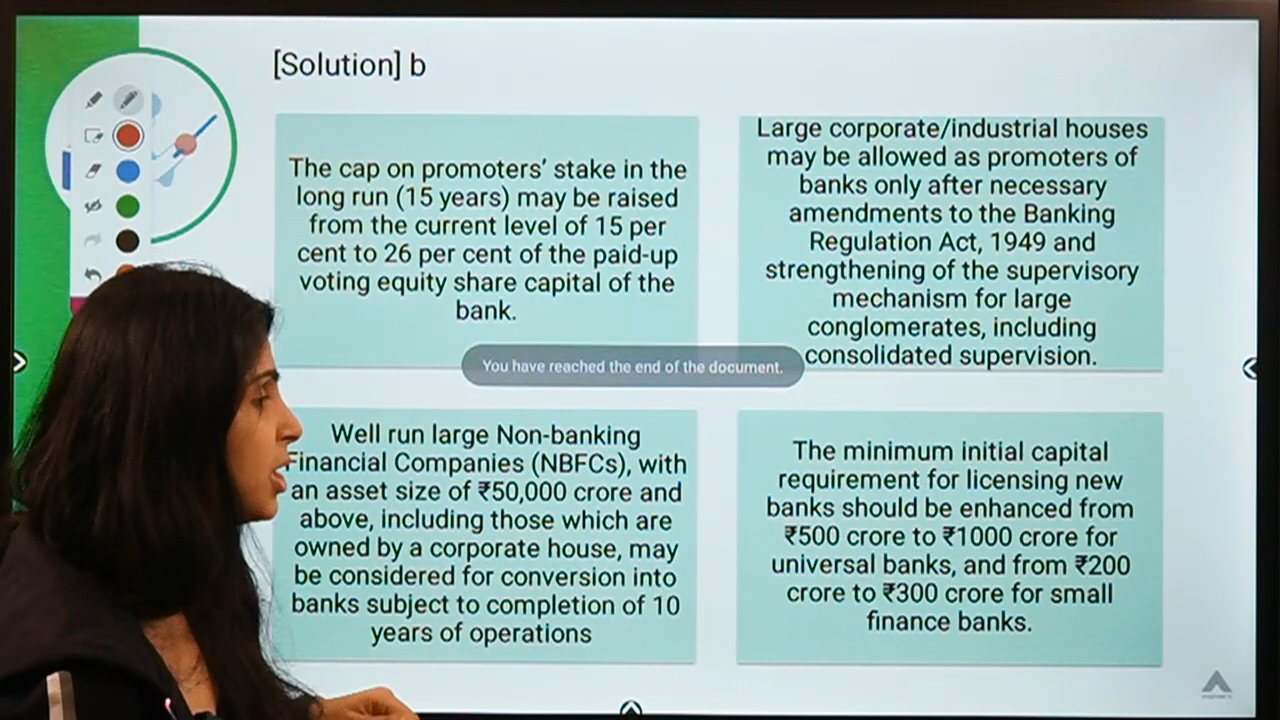 [Solution] b
The cap on promoters' stake in the
long run (15 years) may be raised
from the current level of 15 per
cent to 26 per cent of the paid-up
voting equity share capital of the
bank.
Large corporate/industrial houses
may be allowed as promoters of
banks only after necessary
amendments to the Banking
Regulation Act, 1949 and
strengthening of the supervisory
mechanism for large
conglomerates, including
consolidated supervision.
You have reached the end of the document.
Well run large Non-banking
Financial Companies (NBFCs), with
an asset size of ₹50,000 crore and
above, including those which are
owned by a corporate house, may
be considered for conversion into
banks subject to completion of 10
years of operations
The minimum initial capital
requirement for licensing new
banks should be enhanced from
₹500 crore to ₹1000 crore for
universal banks, and from ₹200
crore to ₹300 crore for small
finance banks.